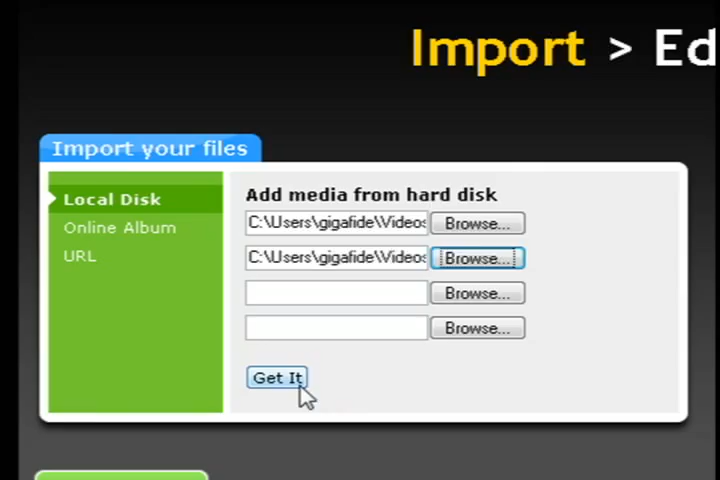 Import > Ed
Import your files
Local Disk
Online Album
URL
Add media from hard disk
C:\Users\gigafide\Videos Browse...
C:\Users\gigafide\Videos Browse...
Browse...
Browse...
Get It